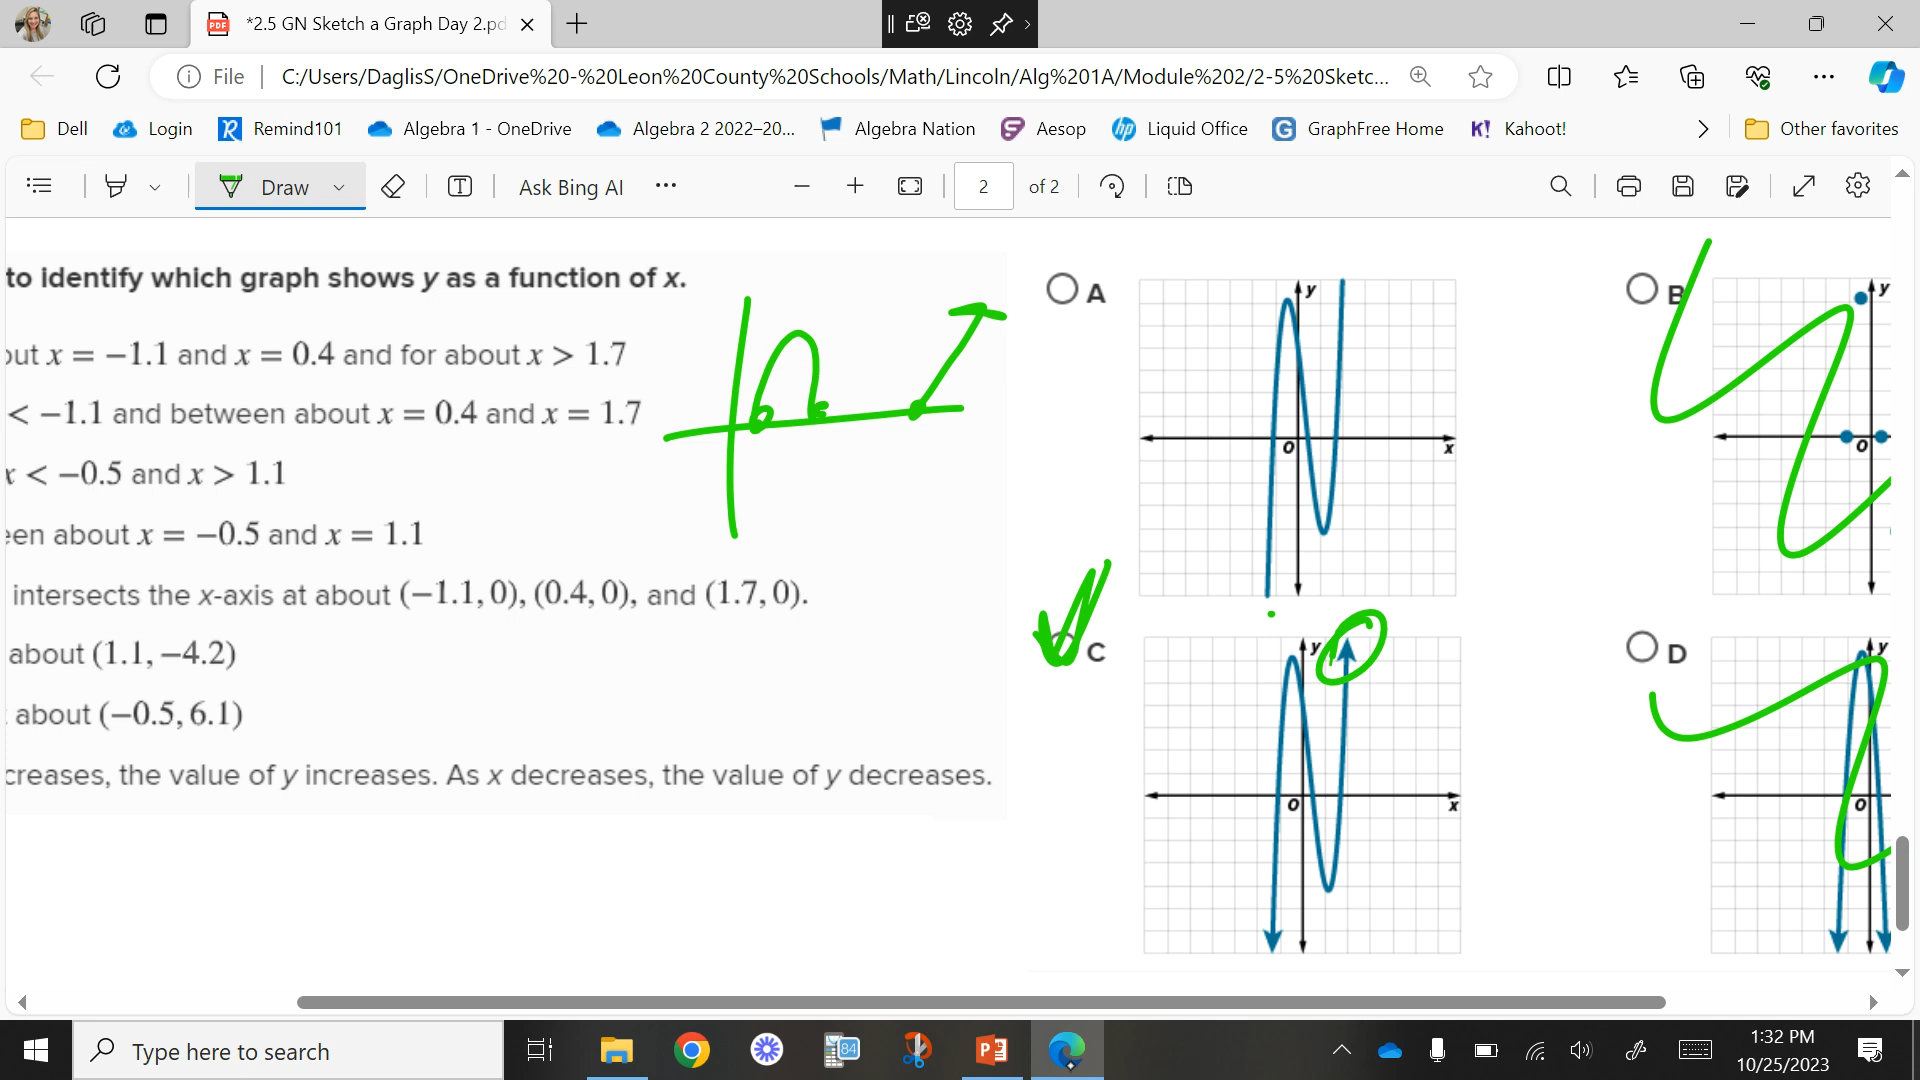 *2.5 GN Sketch a Graph Day 2.pd
File
C:/Users/DaglisS/OneDrive%20-%20Leon%20County%20Schools/Math/Lincoln/Alg%201A/Module%202/2-5%20Sketc...
Dell
Login
Remind101
Algebra 1 - OneDrive
Algebra 2 2022–20...
Algebra Nation
Aesop
Liquid Office
GraphFree Home
Kahoot!
Other favorites
Draw
Ask Bing AI
2 of 2
to identify which graph shows y as a function of x.
out x = −1.1 and x = 0.4 and for about x > 1.7
< −1.1 and between about x = 0.4 and x = 1.7
x < −0.5 and x > 1.1
een about x = −0.5 and x = 1.1
intersects the x-axis at about (−1.1, 0), (0.4, 0), and (1.7, 0).
about (1.1, −4.2)
about (−0.5, 6.1)
creases, the value of y increases. As x decreases, the value of y decreases.
A
y
O
x
B
y
O
C
y
O
x
D
y
O
Type here to search
84
1:32 PM
10/25/2023